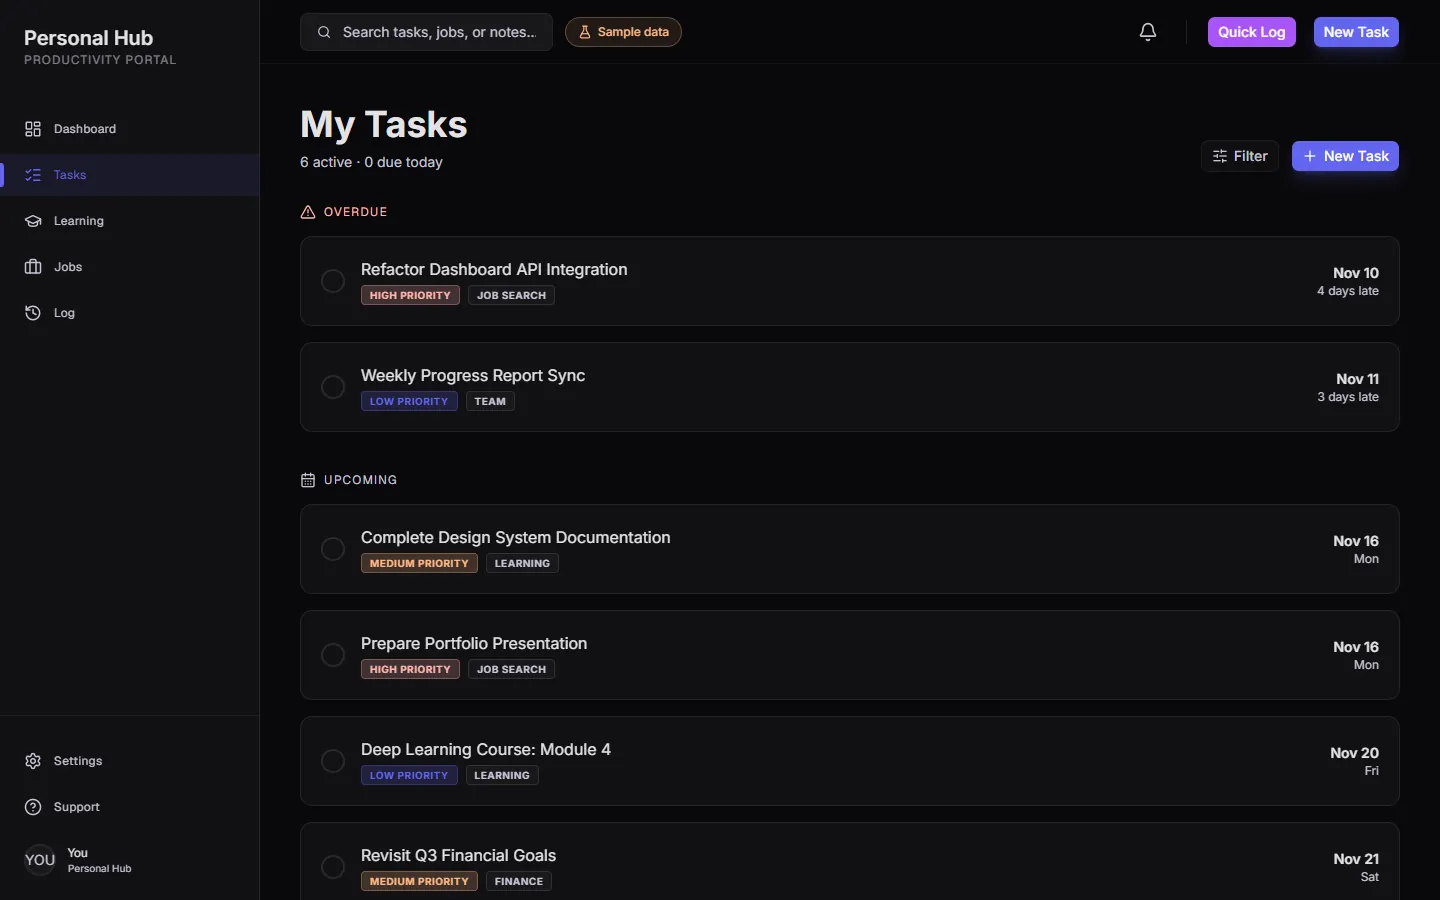 Personal Hub
PRODUCTIVITY PORTAL
Dashboard
Tasks
Learning
Jobs
Log
Settings
Support
YOU
You
Personal Hub
Search tasks, jobs, or notes...
Sample data
Quick Log
New Task
My Tasks
6 active · 0 due today
Filter
New Task
OVERDUE
Refactor Dashboard API Integration
HIGH PRIORITY
JOB SEARCH
Nov 10
4 days late
Weekly Progress Report Sync
LOW PRIORITY
TEAM
Nov 11
3 days late
UPCOMING
Complete Design System Documentation
MEDIUM PRIORITY
LEARNING
Nov 16
Mon
Prepare Portfolio Presentation
HIGH PRIORITY
JOB SEARCH
Nov 16
Mon
Deep Learning Course: Module 4
LOW PRIORITY
LEARNING
Nov 20
Fri
Revisit Q3 Financial Goals
MEDIUM PRIORITY
FINANCE
Nov 21
Sat